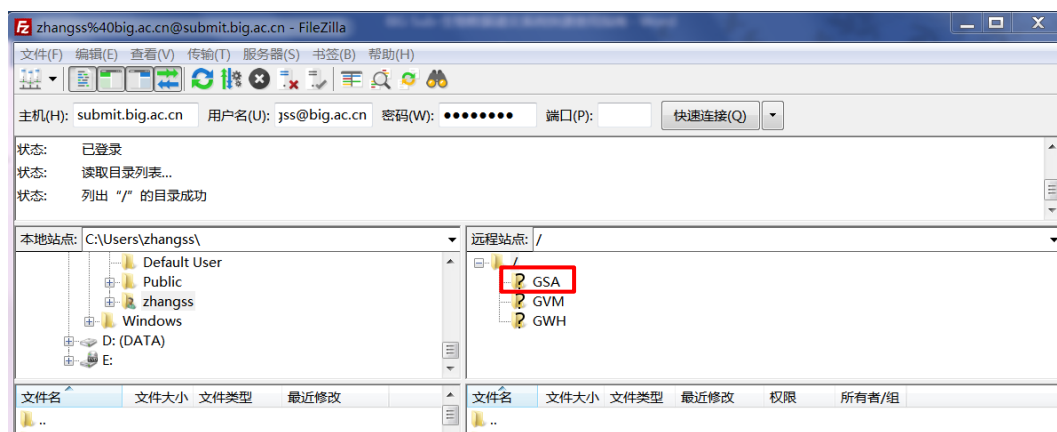 zhangss%40big.ac.cn@submit.big.ac.cn - FileZilla
文件(F) 编辑(E) 查看(V) 传输(T) 服务器(S) 书签(B) 帮助(H)
主机(H): submit.big.ac.cn 用户名(U): ss@big.ac.cn 密码(W): ●●●●●●●● 端口(P): 快速连接(Q)
状态: 已登录
状态: 读取目录列表...
状态: 列出“/”的目录成功
本地站点: C:\Users\zhangss\
Default User
Public
zhangss
Windows
D: (DATA)
E:
远程站点: /
/
GSA
GVM
GWH
文件名 文件大小 文件类型 最近修改
..
文件名 文件大小 文件类型 最近修改 权限 所有者/组
..